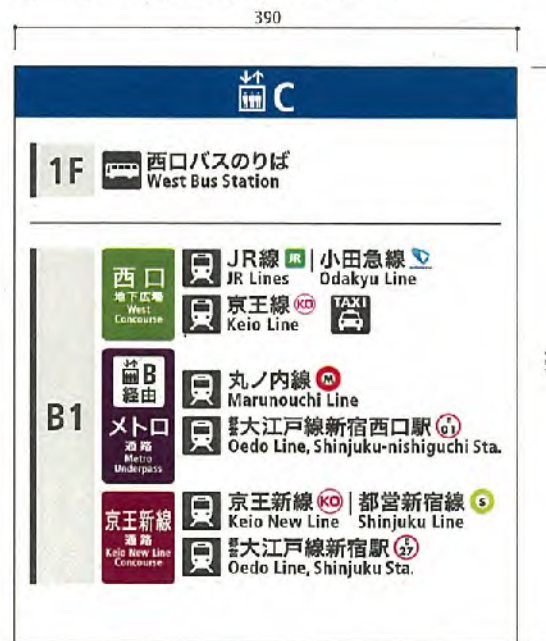 390
C
1F 西口バスのりば
West Bus Station
B1
西口
地下広場
West
Concourse
JR線 JR | 小田急線
JR Lines Odakyu Line
京王線 KO TAXI
Keio Line
B
経由
メトロ
通路
Metro
Underpass
丸ノ内線 M
Marunouchi Line
都営大江戸線新宿西口駅 E 01
Oedo Line, Shinjuku-nishiguchi Sta.
京王新線
通路
Keio New Line
Concourse
京王新線 KO | 都営新宿線 S
Keio New Line Shinjuku Line
都営大江戸線新宿駅 E 27
Oedo Line, Shinjuku Sta.